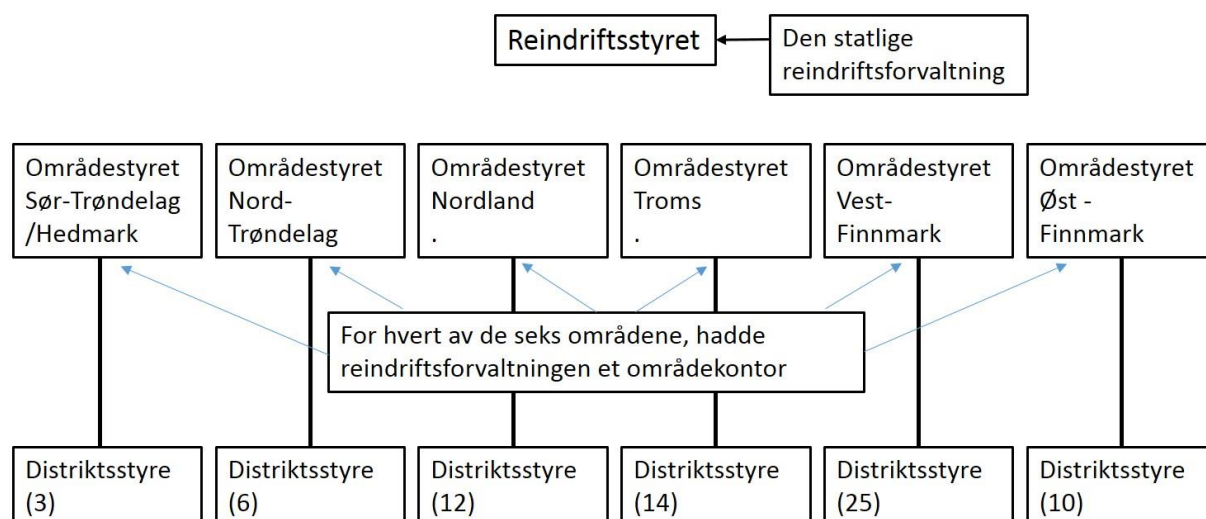 Reindriftsstyret
Den statlige
reindriftsforvaltning
Områdestyret
Sør-Trøndelag
/Hedmark
Områdestyret
Nord-
Trøndelag
Områdestyret
Nordland
.
Områdestyret
Troms
.
Områdestyret
Vest-
Finnmark
Områdestyret
Øst -
Finnmark
For hvert av de seks områdene, hadde
reindriftsforvaltningen et områdekontor
Distriktsstyre
(3)
Distriktsstyre
(6)
Distriktsstyre
(12)
Distriktsstyre
(14)
Distriktsstyre
(25)
Distriktsstyre
(10)